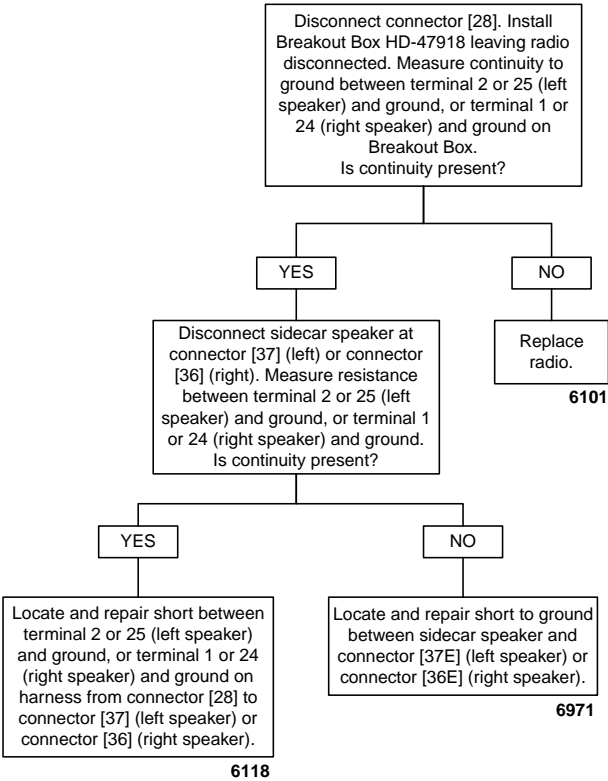 Disconnect connector [28]. Install
Breakout Box HD-47918 leaving radio
disconnected. Measure continuity to
ground between terminal 2 or 25 (left
speaker) and ground, or terminal 1 or
24 (right speaker) and ground on
Breakout Box.
Is continuity present?
YES
NO
Disconnect sidecar speaker at
connector [37] (left) or connector
[36] (right). Measure resistance
between terminal 2 or 25 (left
speaker) and ground, or terminal 1
or 24 (right speaker) and ground.
Is continuity present?
Replace
radio.
6101
YES
NO
Locate and repair short between
terminal 2 or 25 (left speaker)
and ground, or terminal 1 or 24
(right speaker) and ground on
harness from connector [28] to
connector [37] (left speaker) or
connector [36] (right speaker).
6118
Locate and repair short to ground
between sidecar speaker and
connector [37E] (left speaker) or
connector [36E] (right speaker).
6971